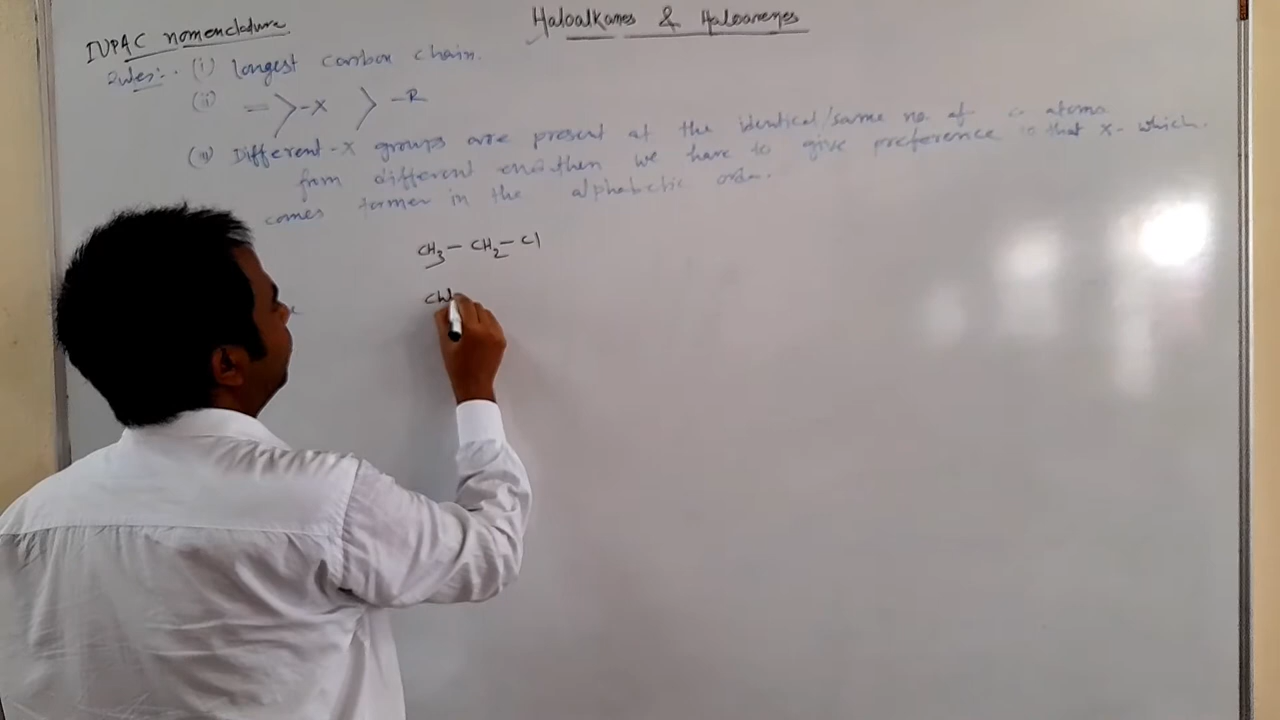 Haloalkanes & Haloarenes
IUPAC nomenclature
Rules:- (i) longest carbon chain.
(ii) = > -X > -R
(iii) Different -X groups are present at the identical/same no. of C atoms
from different ends then we have to give preference to that X- which
comes former in the alphabetic order.
CH3 - CH2 - Cl
CH